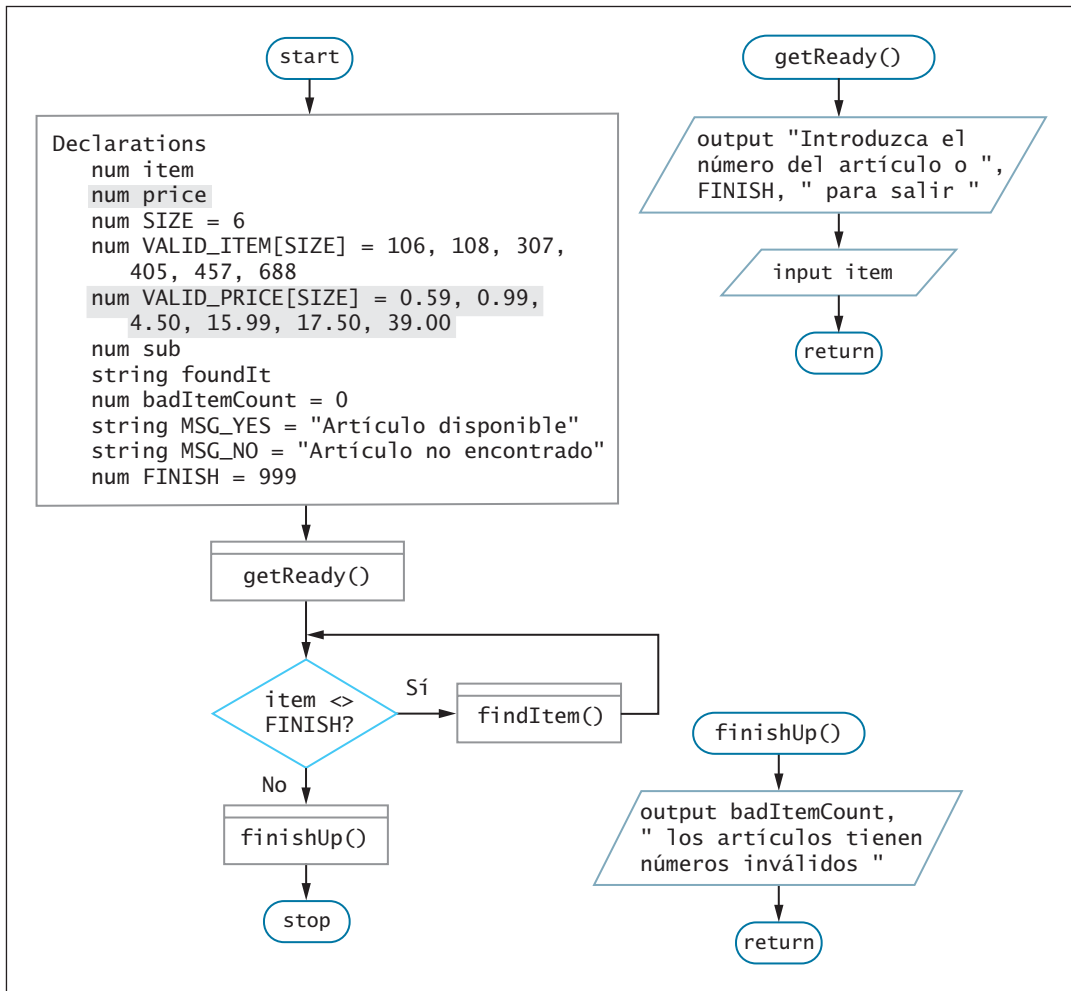 start
Declarations
num item
num price
num SIZE = 6
num VALID_ITEM[SIZE] = 106, 108, 307,
405, 457, 688
num VALID_PRICE[SIZE] = 0.59, 0.99,
4.50, 15.99, 17.50, 39.00
num sub
string foundIt
num badItemCount = 0
string MSG_YES = "Artículo disponible"
string MSG_NO = "Artículo no encontrado"
num FINISH = 999
getReady()
item <>
FINISH?
Sí
findItem()
No
finishUp()
stop
getReady()
output "Introduzca el
número del artículo o ",
FINISH, " para salir "
input item
return
finishUp()
output badItemCount,
" los artículos tienen
números inválidos "
return